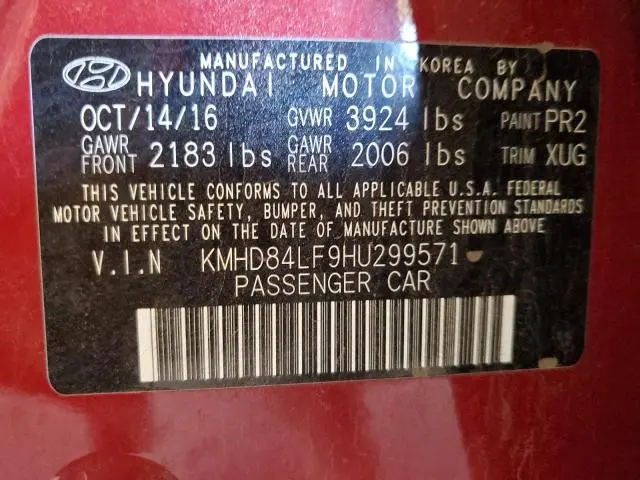 MANUFACTURED IN KOREA BY
HYUNDAI MOTOR COMPANY
OCT/14/16 GVWR 3924 lbs PAINT PR2
GAWR FRONT 2183 lbs GAWR REAR 2006 lbs TRIM XUG
THIS VEHICLE CONFORMS TO ALL APPLICABLE U.S.A. FEDERAL
MOTOR VEHICLE SAFETY, BUMPER, AND THEFT PREVENTION STANDARDS
IN EFFECT ON THE DATE OF MANUFACTURE SHOWN ABOVE.
V.I.N KMHD84LF9HU299571
PASSENGER CAR